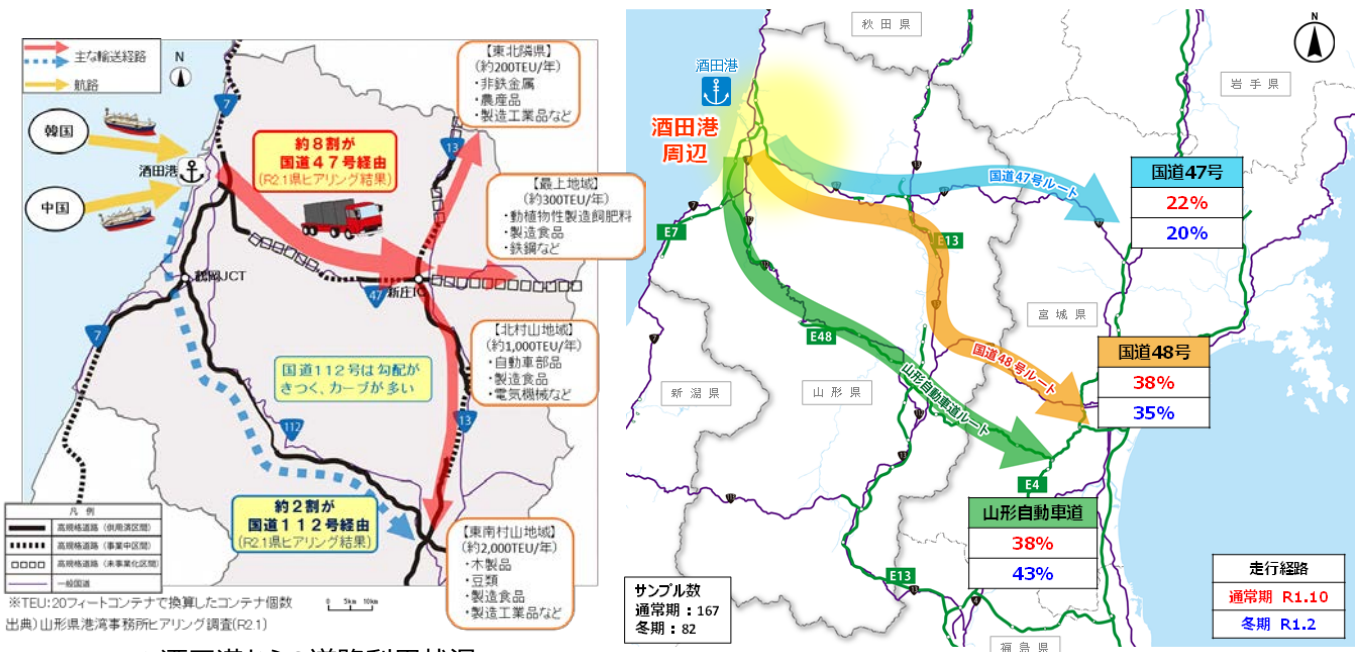 主な輸送経路
航路
N
韓国
中国
酒田港
7
約8割が
国道47号経由
(R2.1県ヒアリング結果)
【東北隣県】
(約200TEU/年)
・非鉄金属
・農産品
・製造工業品など
13
【最上地域】
(約300TEU/年)
・動植物性製造飼肥料
・製造食品
・鉄鋼など
鶴岡JCT
新庄IC
47
7
【北村山地域】
(約1,000TEU/年)
・自動車部品
・製造食品
・電気機械など
国道112号は勾配が
きつく、カーブが多い
13
112
約2割が
国道112号経由
(R2.1県ヒアリング結果)
【東南村山地域】
(約2,000TEU/年)
・木製品
・豆類
・製造食品
・製造工業品など
凡 例
高規格道路(供用済区間)
高規格道路(事業中区間)
高規格道路(未事業化区間)
一般国道
※TEU:20フィートコンテナで換算したコンテナ個数
0 5km 10km
出典)山形県港湾事務所ヒアリング調査(R2.1)
秋田県
N
岩手県
酒田港
酒田港
周辺
国道47号ルート
国道47号
22%
20%
E7
E13
宮城県
E48
国道48号ルート
国道48号
38%
35%
新潟県
山形県
山形自動車道ルート
E4
山形自動車道
38%
43%
E13
サンプル数
通常期：167
冬期：82
走行経路
通常期 R1.10
冬期 R1.2
福島県